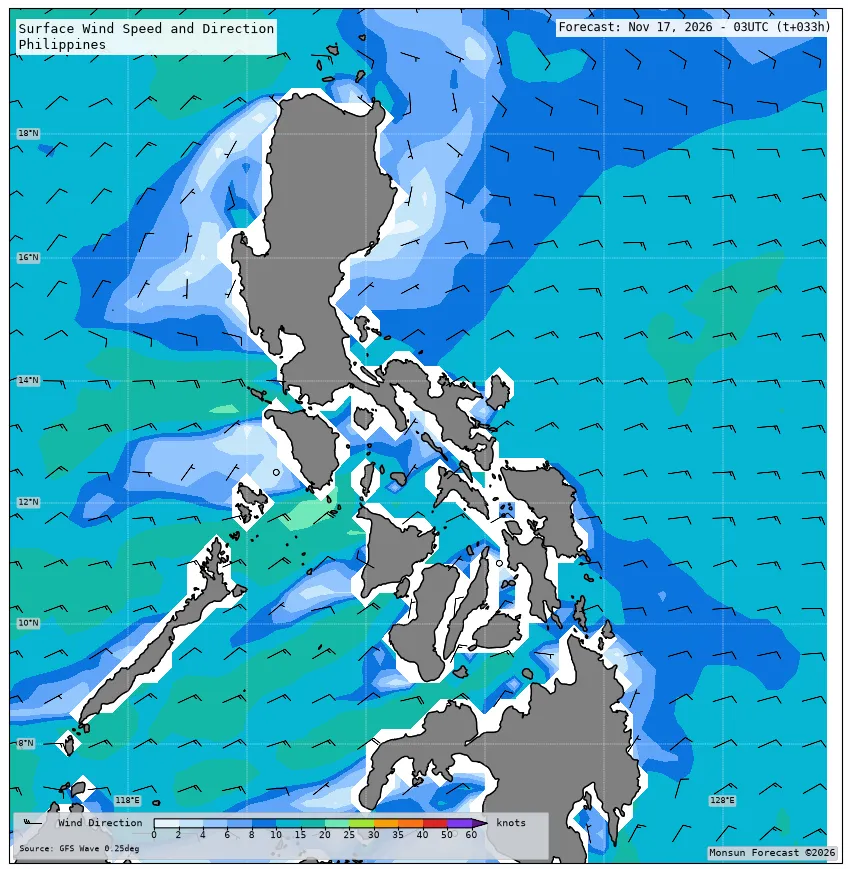 Surface Wind Speed and Direction
Philippines
Forecast: Nov 17, 2026 - 03UTC (t+033h)
18°N
16°N
14°N
12°N
10°N
8°N
118°E
128°E
Wind Direction
0 2 4 6 8 10 15 20 25 30 35 40 50 60
knots
Source: GFS Wave 0.25deg
Monsun Forecast ©2026